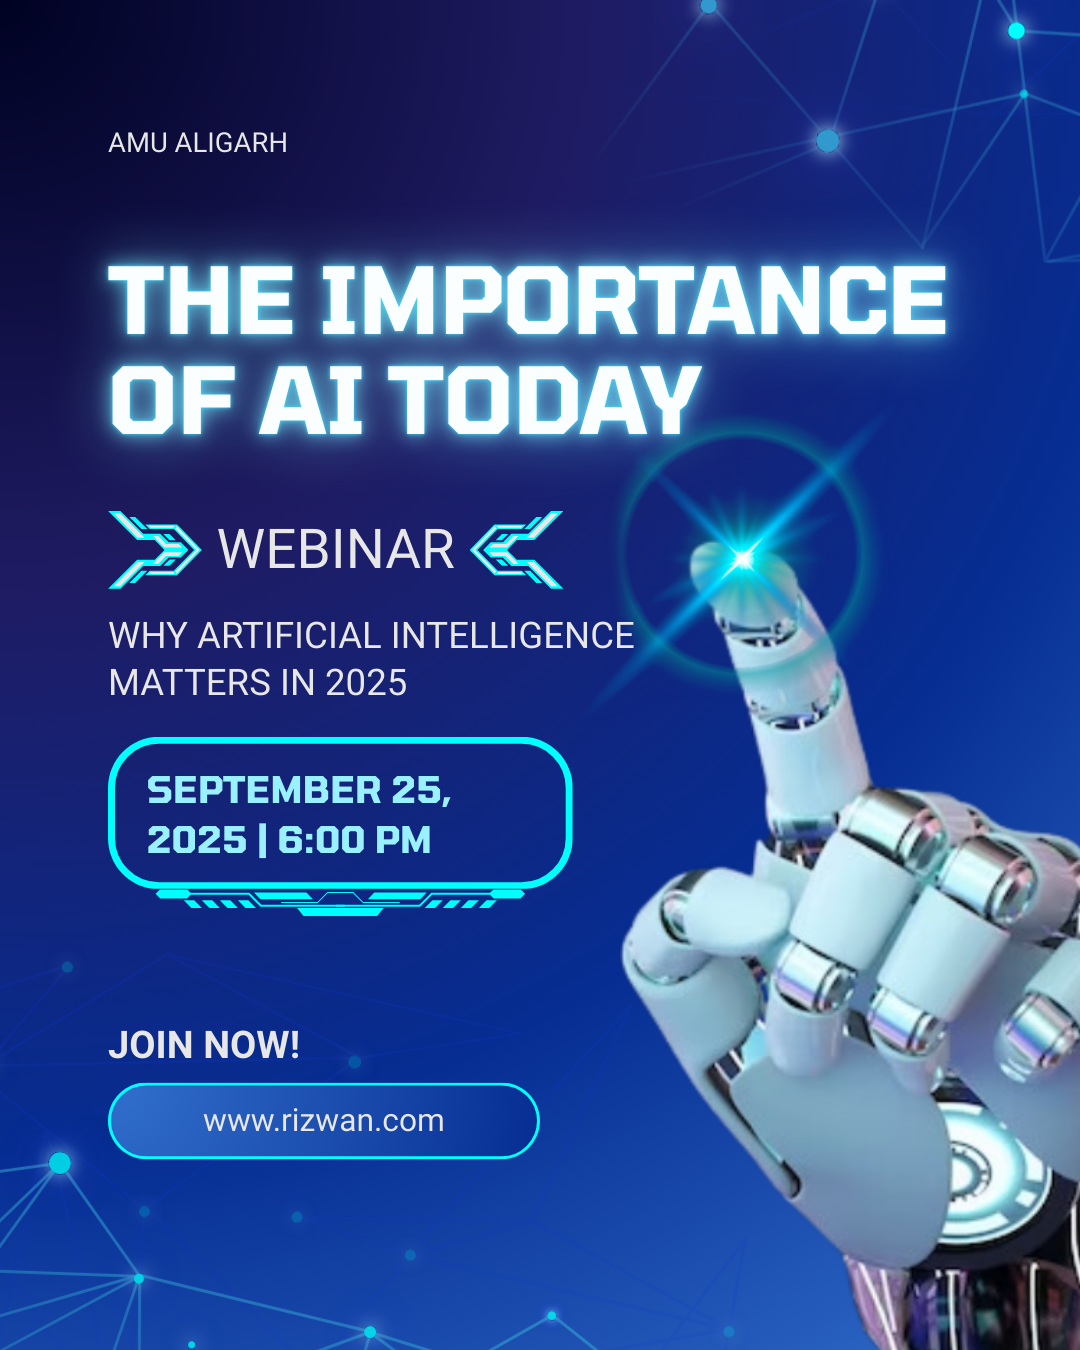 AMU ALIGARH
THE IMPORTANCE
OF AI TODAY
WEBINAR
WHY ARTIFICIAL INTELLIGENCE
MATTERS IN 2025
SEPTEMBER 25,
2025 | 6:00 PM
JOIN NOW!
www.rizwan.com